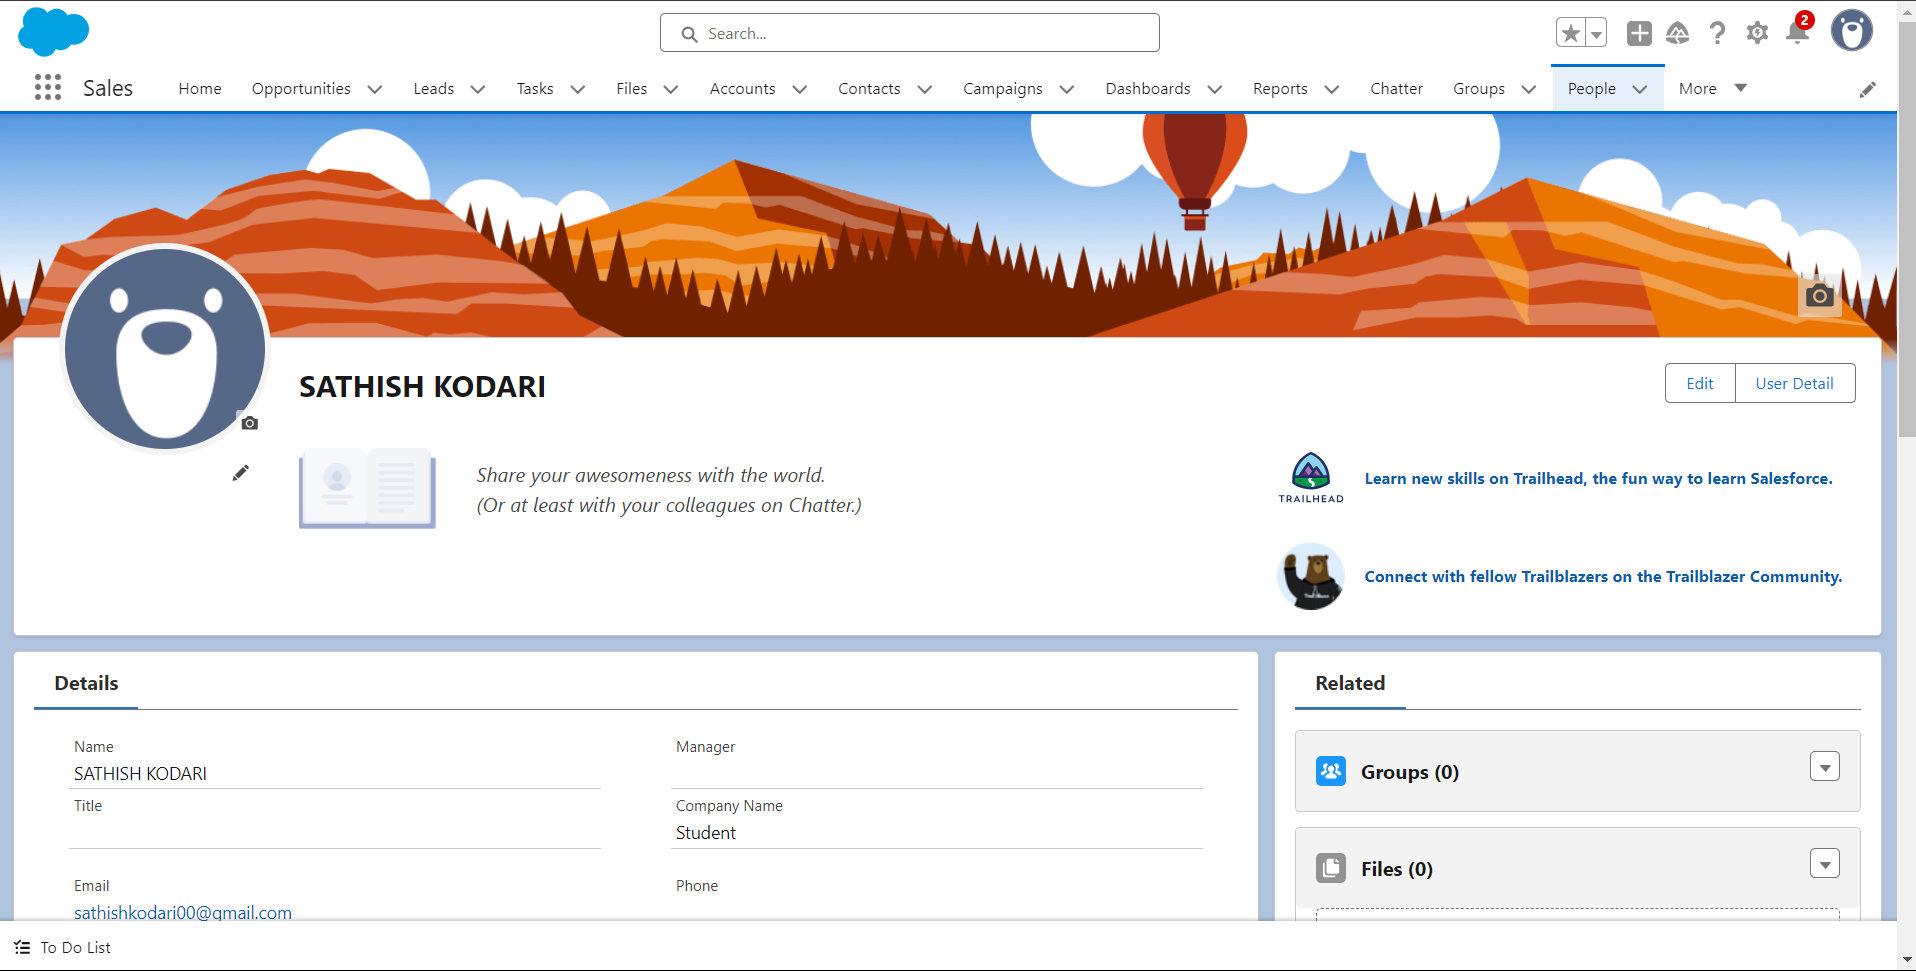 Search...
2
Sales
Home
Opportunities
Leads
Tasks
Files
Accounts
Contacts
Campaigns
Dashboards
Reports
Chatter
Groups
People
More
SATHISH KODARI
Edit
User Detail
Share your awesomeness with the world.
(Or at least with your colleagues on Chatter.)
TRAILHEAD
Learn new skills on Trailhead, the fun way to learn Salesforce.
Connect with fellow Trailblazers on the Trailblazer Community.
Details
Related
Name
SATHISH KODARI
Manager
Title
Company Name
Student
Email
sathishkodari00@gmail.com
Phone
Groups (0)
Files (0)
To Do List